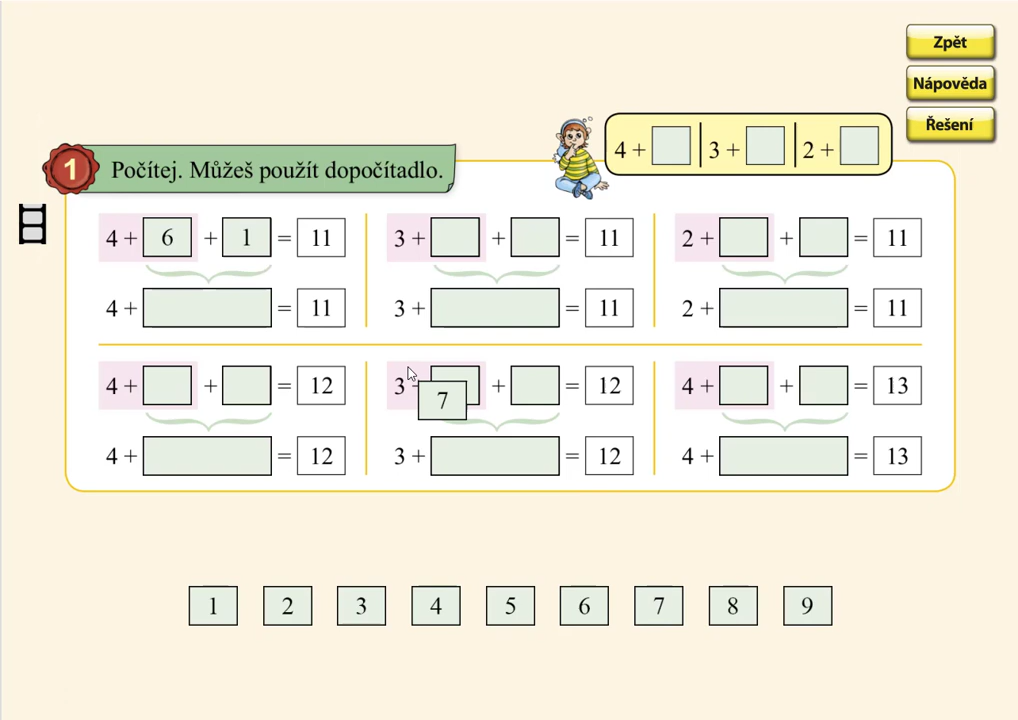 Zpět
Nápověda
Řešení
4 + 3 + 2 +
1 Počítej. Můžeš použít dopočítadlo.
4 + 6 + 1 = 11 3 + + = 11 2 + + = 11
4 + = 11 3 + = 11 2 + = 11
4 + + = 12 3 + 7 + = 12 4 + + = 13
4 + = 12 3 + = 12 4 + = 13
1 2 3 4 5 6 7 8 9